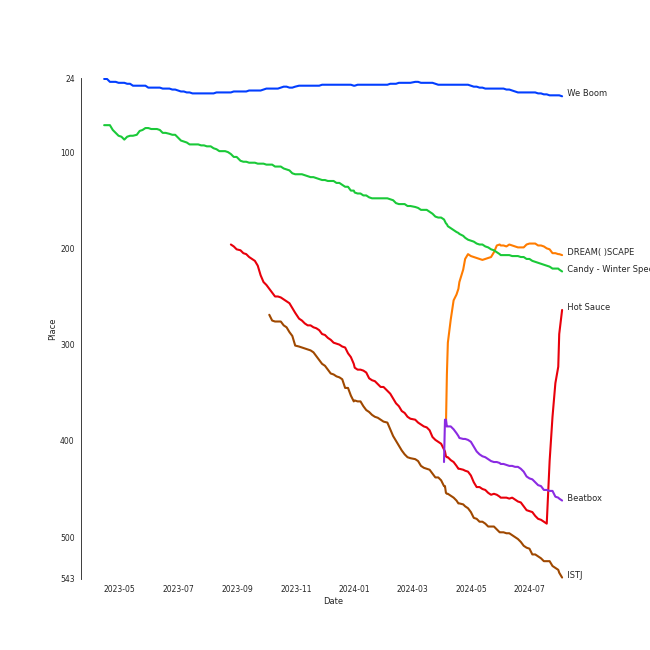 24
We Boom
100
200
DREAM( )SCAPE
Candy - Winter Spe
Hot Sauce
Place
300
400
Beatbox
500
543
ISTJ
2023-05
2023-07
2023-09
2023-11
2024-01
2024-03
2024-05
2024-07
Date